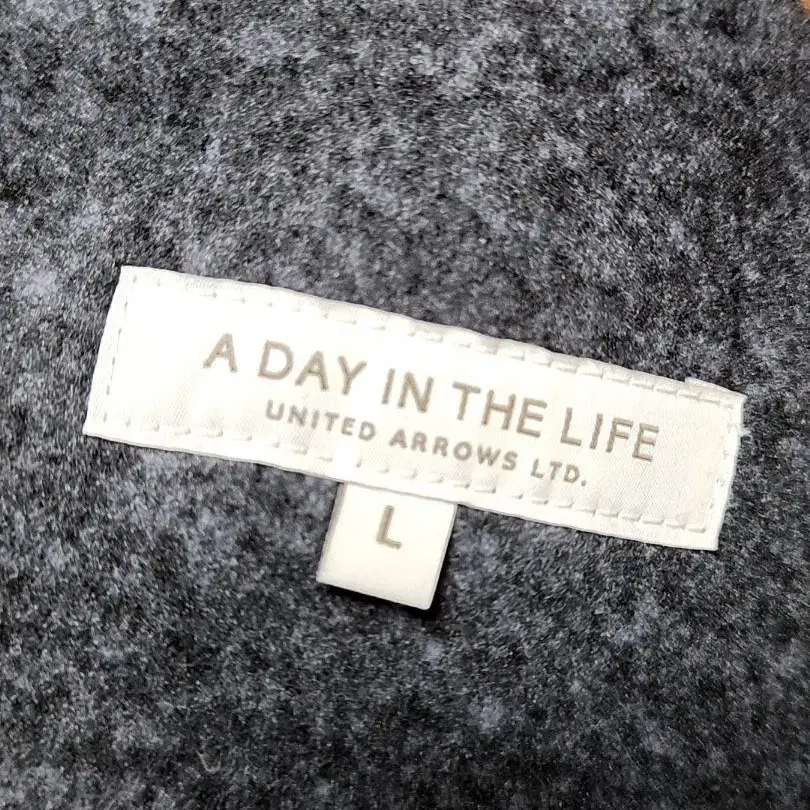 A DAY IN THE LIFE
UNITED ARROWS LTD.
L